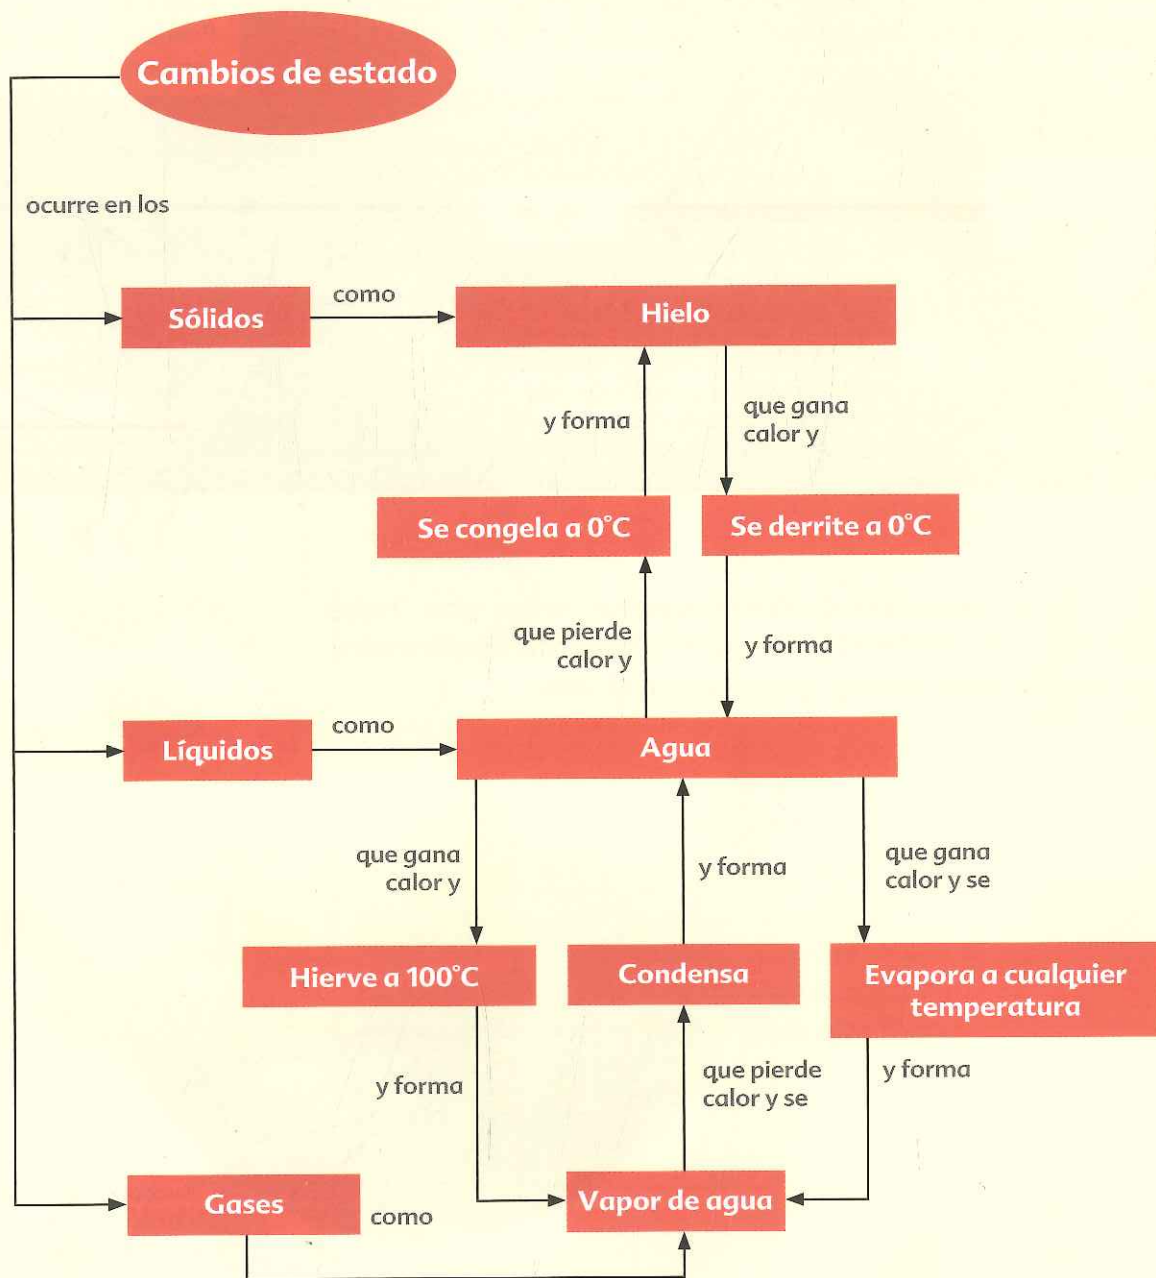 Cambios de estado
ocurre en los
Sólidos
como
Hielo
y forma
que gana
calor y
Se congela a 0°C
Se derrite a 0°C
que pierde
calor y
y forma
Líquidos
como
Agua
que gana
calor y
y forma
que gana
calor y se
Hierve a 100°C
Condensa
Evapora a cualquier
temperatura
y forma
que pierde
calor y se
y forma
Gases
como
Vapor de agua